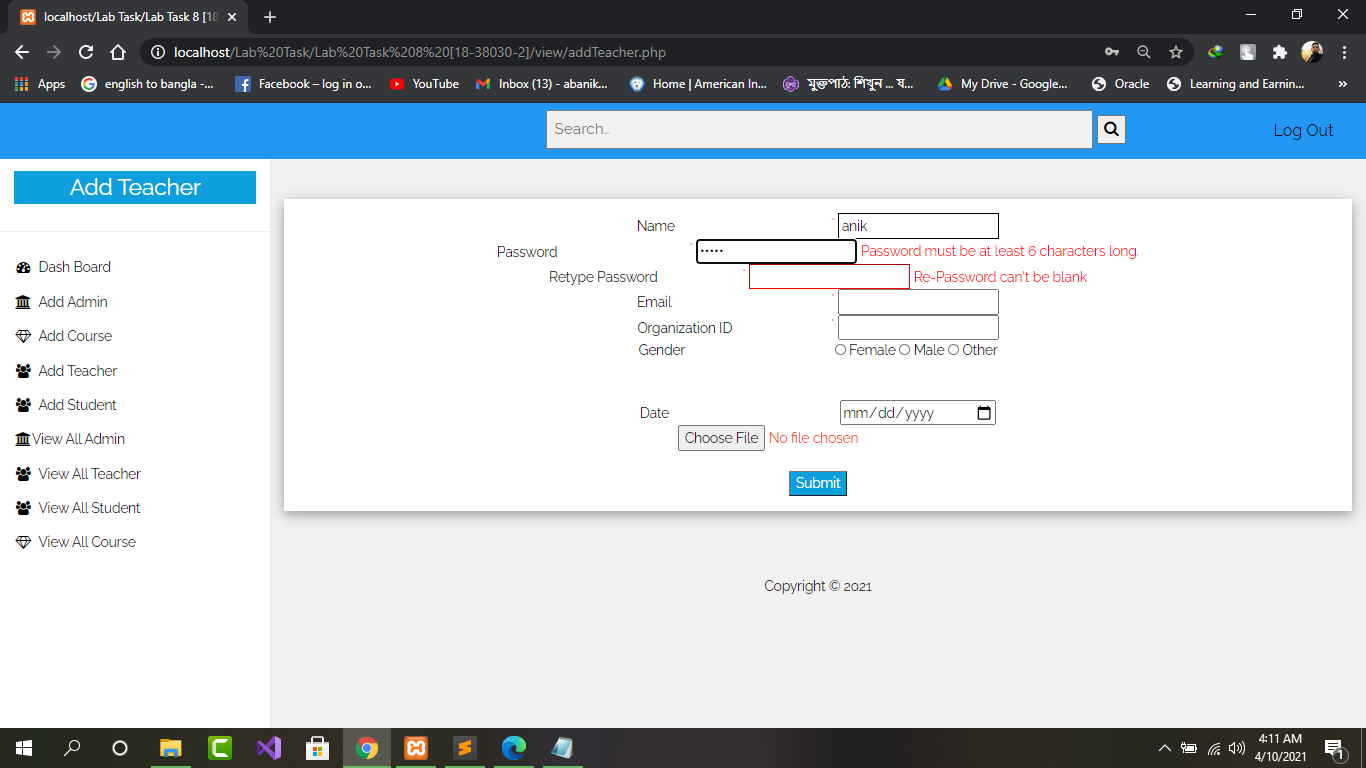 localhost/Lab Task/Lab Task 8 [18
localhost/Lab%20Task/Lab%20Task%208%20[18-38030-2]/view/addTeacher.php
Apps
english to bangla -...
Facebook – log in o...
YouTube
Inbox (13) - abanik...
Home | American In...
মুক্তপাঠ: শিখুন ... য...
My Drive - Google...
Oracle
Learning and Earnin...
»
Search..
Log Out
Add Teacher
Dash Board
Add Admin
Add Course
Add Teacher
Add Student
View All Admin
View All Teacher
View All Student
View All Course
Name * anik
Password * ••••• Password must be at least 6 characters long.
Retype Password * Re-Password can't be blank
Email *
Organization ID *
Gender Female Male Other
Date mm/dd/yyyy
Choose File No file chosen
Submit
Copyright © 2021
4:11 AM
4/10/2021
1